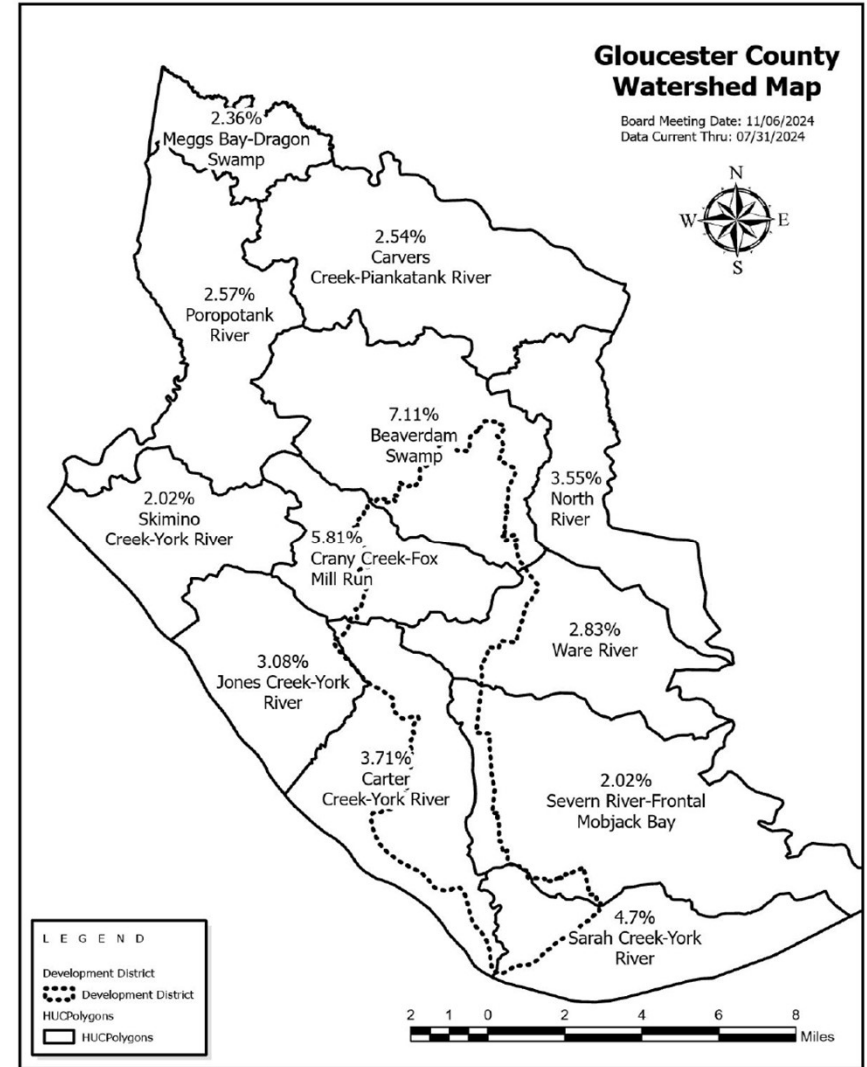 Gloucester County
Watershed Map
Board Meeting Date: 11/06/2024
Data Current Thru: 07/31/2024
N
W
E
S
2.36%
Meggs Bay-Dragon
Swamp
2.54%
Carvers
Creek-Piankatank River
2.57%
Poropotank
River
7.11%
Beaverdam
Swamp
3.55%
North
River
2.02%
Skimino
Creek-York River
5.81%
Crany Creek-Fox
Mill Run
2.83%
Ware River
3.08%
Jones Creek-York
River
3.71%
Carter
Creek-York River
2.02%
Severn River-Frontal
Mobjack Bay
4.7%
Sarah Creek-York
River
LEGEND
Development District
Development District
HUCPolygons
HUCPolygons
2 1 0 2 4 6 8
Miles